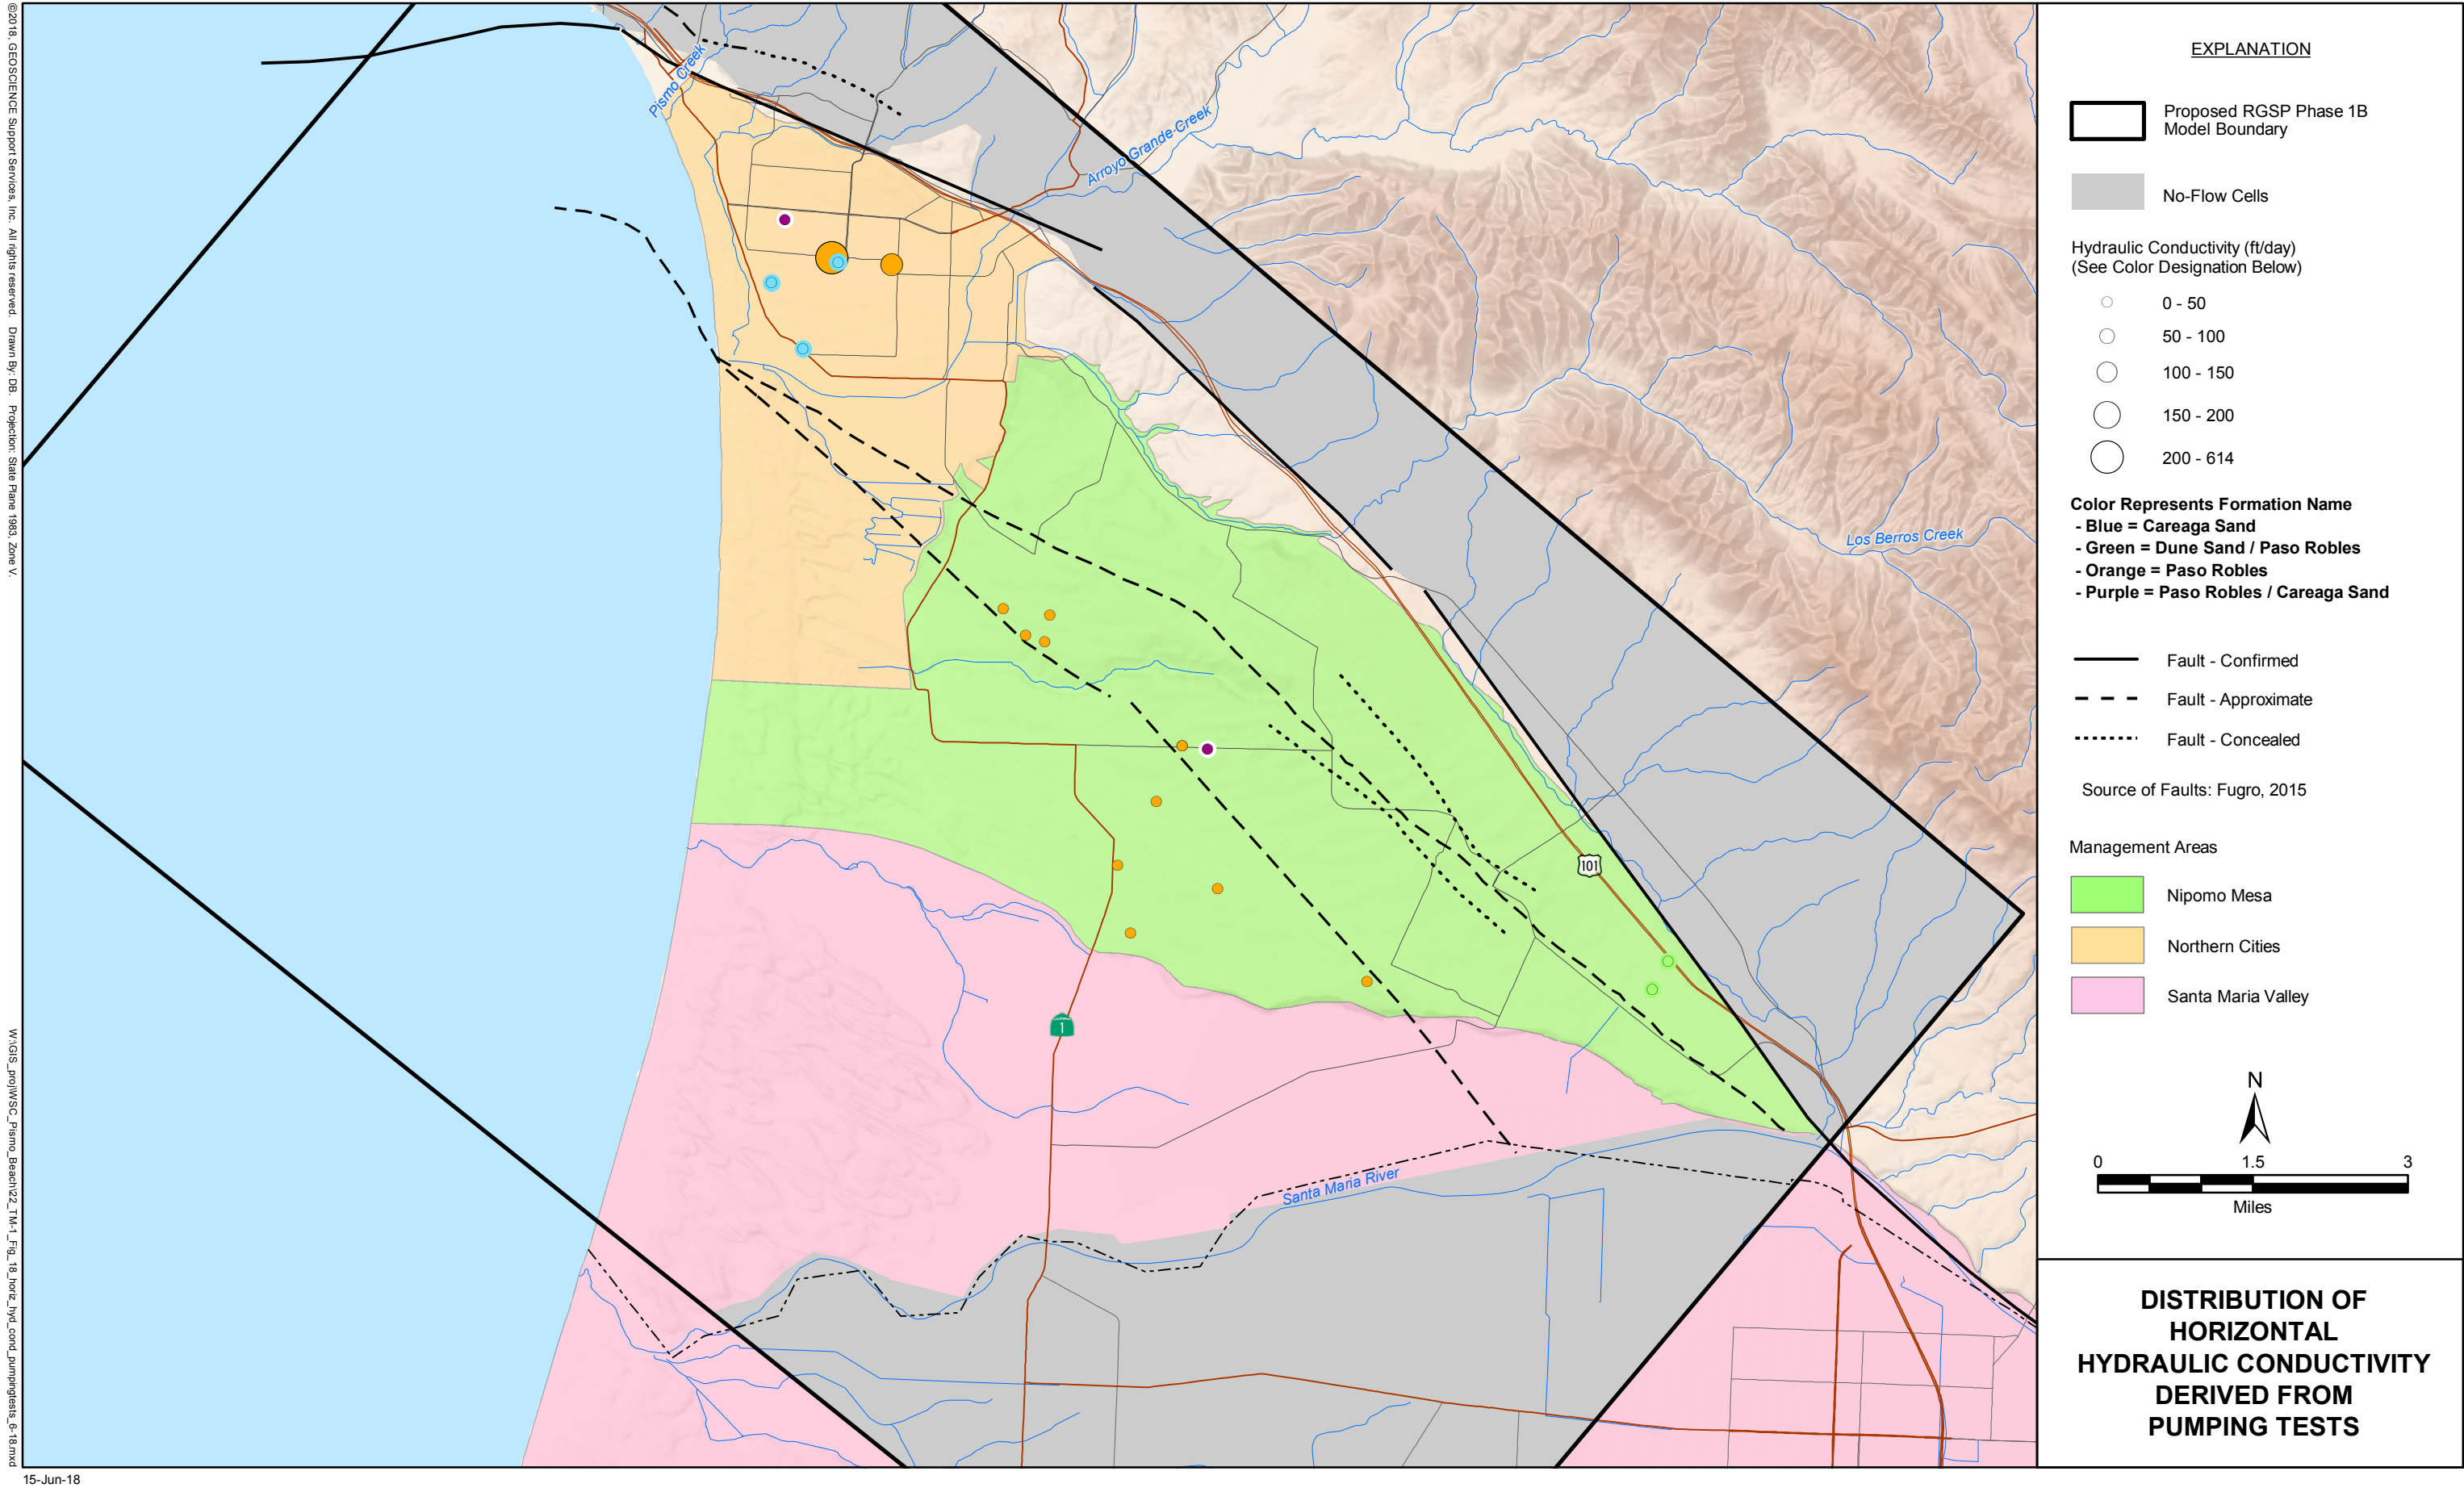 ©2018, GEOSCIENCE Support Services, Inc. All rights reserved. Drawn By: DB. Projection: State Plane 1983, Zone V.
W:\GIS_proj\WSC_Pismo_Beach\22_TM-1_Fig_18_horiz_hyd_cond_pumpingtests_6-18.mxd
15-Jun-18
Pismo Creek
Arroyo Grande Creek
Los Berros Creek
101
1
Santa Maria River
EXPLANATION
Proposed RGSP Phase 1B
Model Boundary
No-Flow Cells
Hydraulic Conductivity (ft/day)
(See Color Designation Below)
0 - 50
50 - 100
100 - 150
150 - 200
200 - 614
Color Represents Formation Name
- Blue = Careaga Sand
- Green = Dune Sand / Paso Robles
- Orange = Paso Robles
- Purple = Paso Robles / Careaga Sand
Fault - Confirmed
Fault - Approximate
Fault - Concealed
Source of Faults: Fugro, 2015
Management Areas
Nipomo Mesa
Northern Cities
Santa Maria Valley
N
0 1.5 3
Miles
DISTRIBUTION OF
HORIZONTAL
HYDRAULIC CONDUCTIVITY
DERIVED FROM
PUMPING TESTS